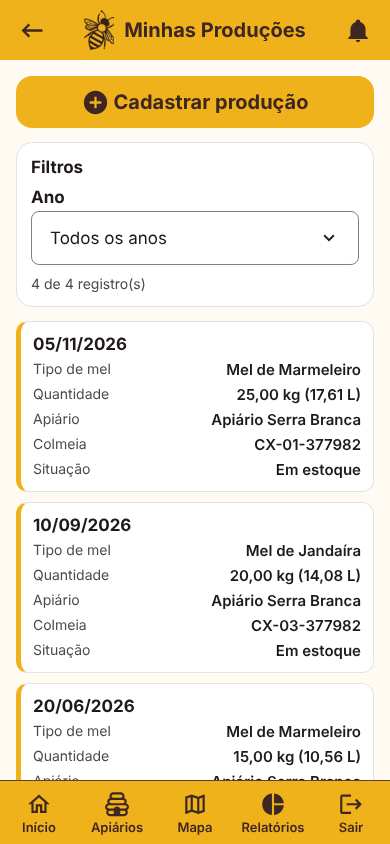 Minhas Produções
Cadastrar produção
Filtros
Ano
Todos os anos
4 de 4 registro(s)
05/11/2026
Tipo de mel Mel de Marmeleiro
Quantidade 25,00 kg (17,61 L)
Apiário Apiário Serra Branca
Colmeia CX-01-377982
Situação Em estoque
10/09/2026
Tipo de mel Mel de Jandaíra
Quantidade 20,00 kg (14,08 L)
Apiário Apiário Serra Branca
Colmeia CX-03-377982
Situação Em estoque
20/06/2026
Tipo de mel Mel de Marmeleiro
Quantidade 15,00 kg (10,56 L)
Apiário Apiário Serra Branca
Início Apiários Mapa Relatórios Sair